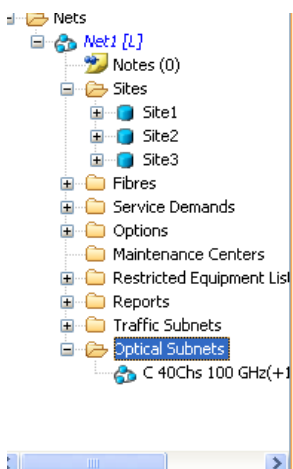 Nets
Net1 [L]
Notes (0)
Sites
Site1
Site2
Site3
Fibres
Service Demands
Options
Maintenance Centers
Restricted Equipment Lis
Reports
Traffic Subnets
Optical Subnets
C 40Chs 100 GHz(+1